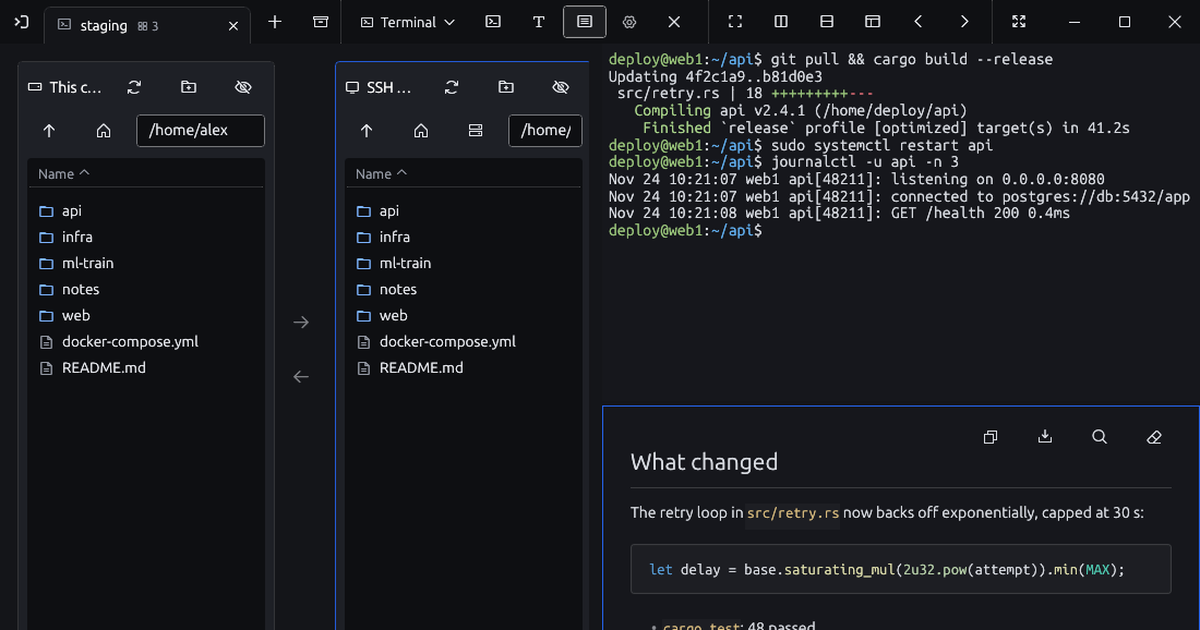 staging 3
Terminal
T
This c...
/home/alex
Name
api
infra
ml-train
notes
web
docker-compose.yml
README.md
SSH ...
/home/
Name
api
infra
ml-train
notes
web
docker-compose.yml
README.md
deploy@web1:~/api$ git pull && cargo build --release
Updating 4f2c1a9..b81d0e3
src/retry.rs | 18 +++++++++---
Compiling api v2.4.1 (/home/deploy/api)
Finished `release` profile [optimized] target(s) in 41.2s
deploy@web1:~/api$ sudo systemctl restart api
deploy@web1:~/api$ journalctl -u api -n 3
Nov 24 10:21:07 web1 api[48211]: listening on 0.0.0.0:8080
Nov 24 10:21:07 web1 api[48211]: connected to postgres://db:5432/app
Nov 24 10:21:08 web1 api[48211]: GET /health 200 0.4ms
deploy@web1:~/api$
What changed
The retry loop in src/retry.rs now backs off exponentially, capped at 30 s:
let delay = base.saturating_mul(2u32.pow(attempt)).min(MAX);
• cargo test: 48 passed